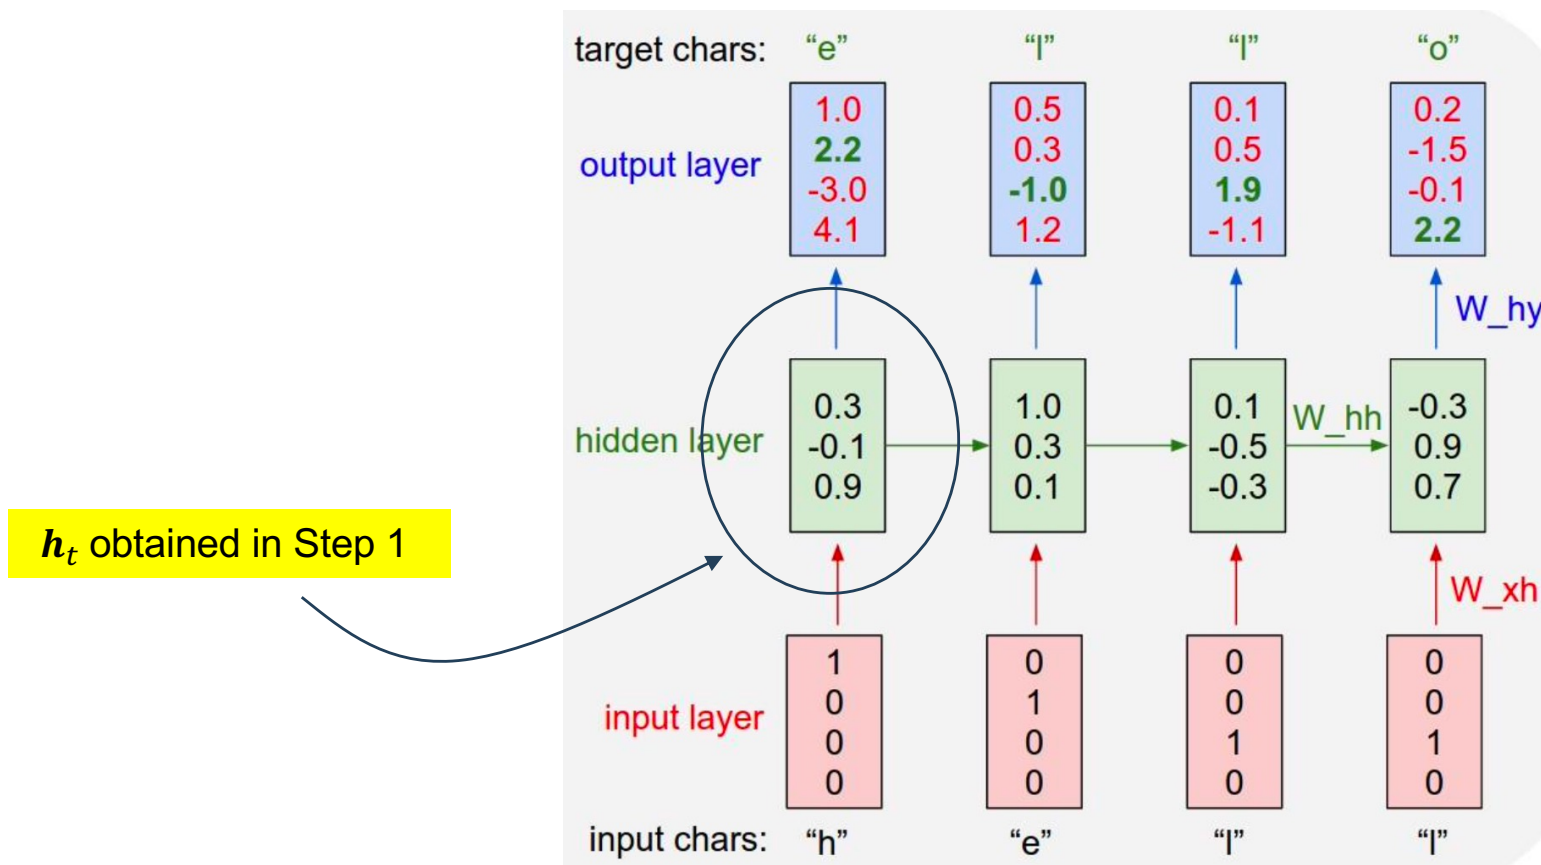 target chars: “e” “l” “l” “o”
output layer
1.0 0.5 0.1 0.2
2.2 0.3 0.5 -1.5
-3.0 -1.0 1.9 -0.1
4.1 1.2 -1.1 2.2
W_hy
hidden layer
0.3 1.0 0.1 -0.3
-0.1 0.3 -0.5 0.9
0.9 0.1 -0.3 0.7
W_hh
h_t obtained in Step 1
W_xh
input layer
1 0 0 0
0 1 0 0
0 0 1 1
0 0 0 0
input chars: “h” “e” “l” “l”